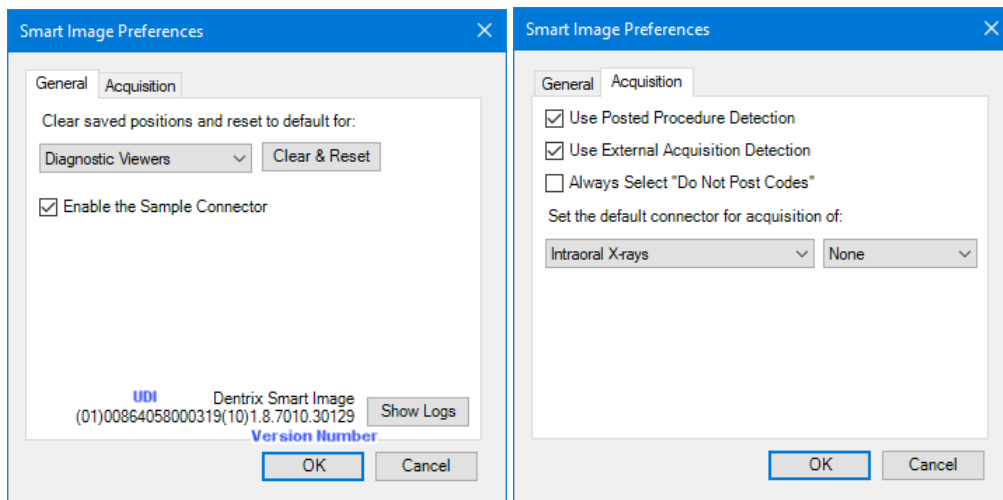 Smart Image Preferences
General Acquisition
Clear saved positions and reset to default for:
Diagnostic Viewers Clear & Reset
Enable the Sample Connector
UDI Dentrix Smart Image
(01)00864058000319(10)1.8.7010.30129 Show Logs
Version Number
OK Cancel
Smart Image Preferences
General Acquisition
Use Posted Procedure Detection
Use External Acquisition Detection
Always Select "Do Not Post Codes"
Set the default connector for acquisition of:
Intraoral X-rays None
OK Cancel